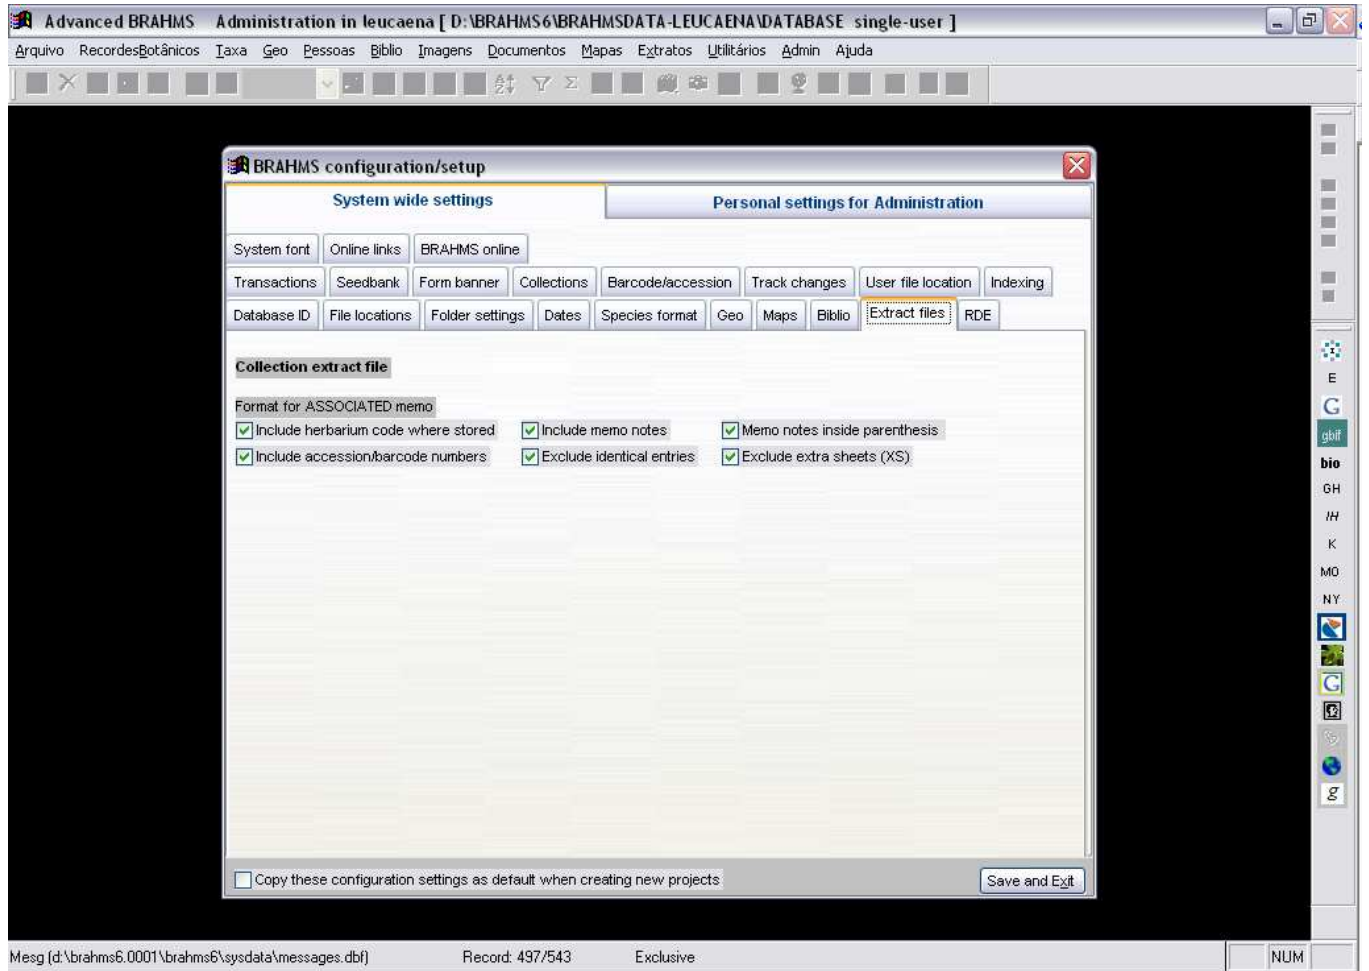 Advanced BRAHMS Administration in leucaena [ D:\BRAHMS6\BRAHMSDATA-LEUCAENA\DATABASE single-user ]
Arquivo RecordesBotânicos Taxa Geo Pessoas Biblio Imagens Documentos Mapas Extratos Utilitários Admin Ajuda
BRAHMS configuration/setup
System wide settings Personal settings for Administration
System font Online links BRAHMS online
Transactions Seedbank Form banner Collections Barcode/accession Track changes User file location Indexing
Database ID File locations Folder settings Dates Species format Geo Maps Biblio Extract files RDE
Collection extract file
Format for ASSOCIATED memo
Include herbarium code where stored Include memo notes Memo notes inside parenthesis
Include accession/barcode numbers Exclude identical entries Exclude extra sheets (XS)
Copy these configuration settings as default when creating new projects Save and Exit
E
G
gbif
bio
GH
IH
K
MO
NY
G
g
Mesg (d:\brahms6.0001\brahms6\sysdata\messages.dbf) Record: 497/543 Exclusive NUM